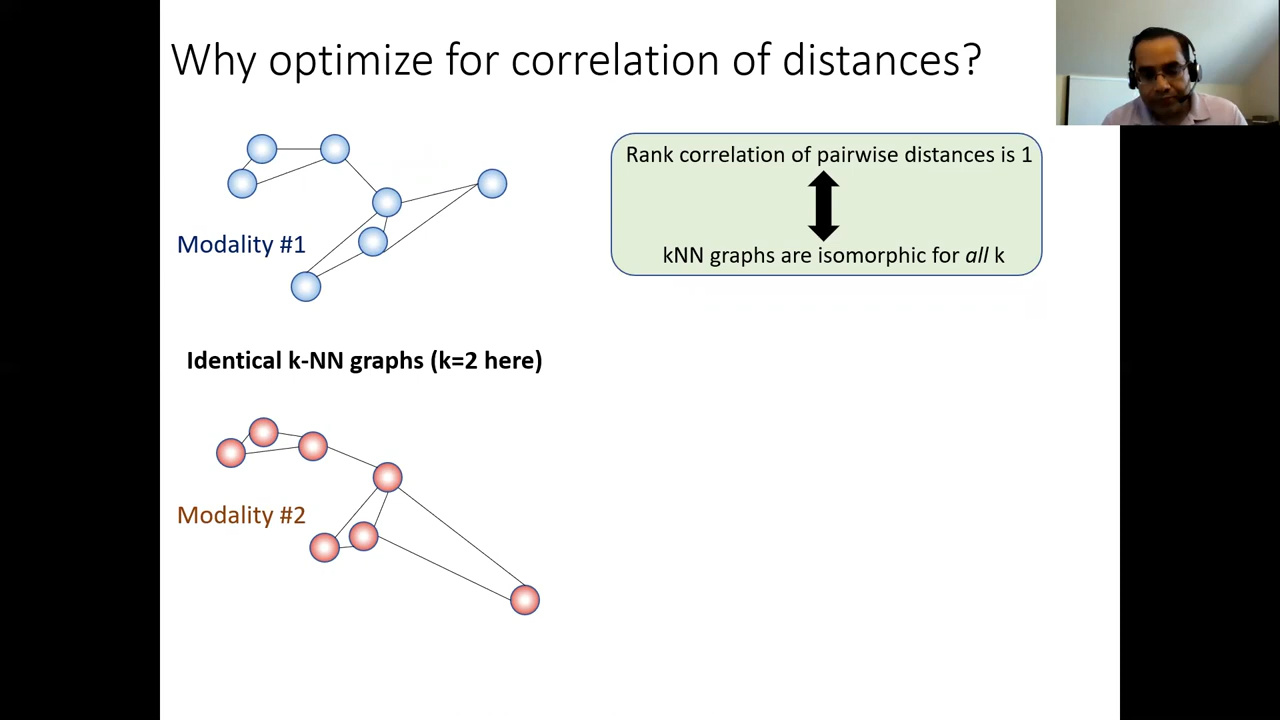 Why optimize for correlation of distances?
Rank correlation of pairwise distances is 1
Modality #1
kNN graphs are isomorphic for all k
Identical k-NN graphs (k=2 here)
Modality #2